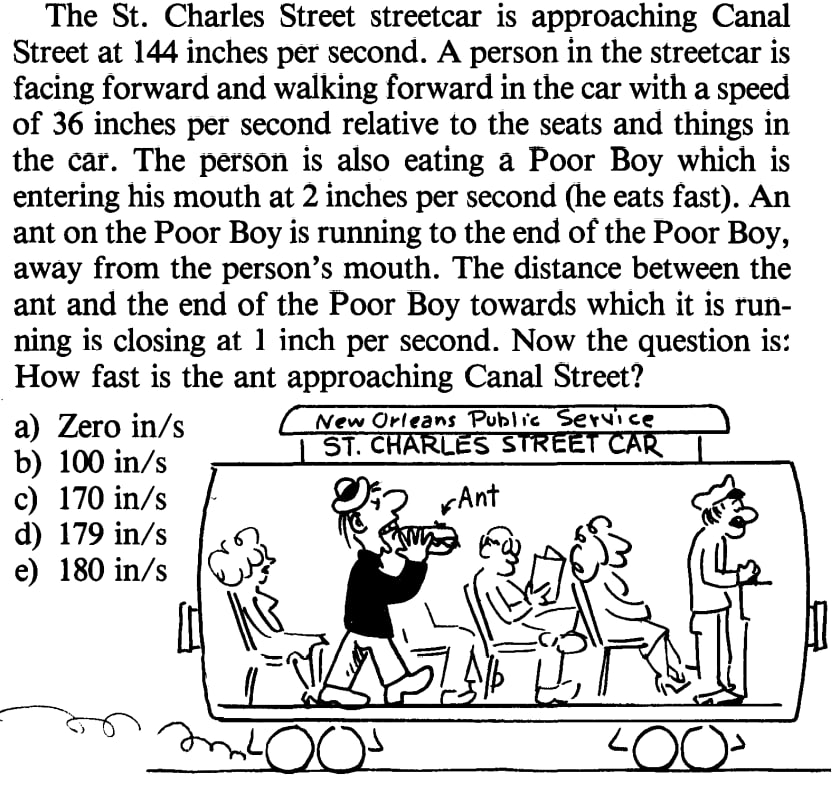 The St. Charles Street streetcar is approaching Canal
Street at 144 inches per second. A person in the streetcar is
facing forward and walking forward in the car with a speed
of 36 inches per second relative to the seats and things in
the car. The person is also eating a Poor Boy which is
entering his mouth at 2 inches per second (he eats fast). An
ant on the Poor Boy is running to the end of the Poor Boy,
away from the person's mouth. The distance between the
ant and the end of the Poor Boy towards which it is run-
ning is closing at 1 inch per second. Now the question is:
How fast is the ant approaching Canal Street?
a) Zero in/s
b) 100 in/s
c) 170 in/s
d) 179 in/s
e) 180 in/s
New Orleans Public Service
ST. CHARLES STREET CAR
Ant